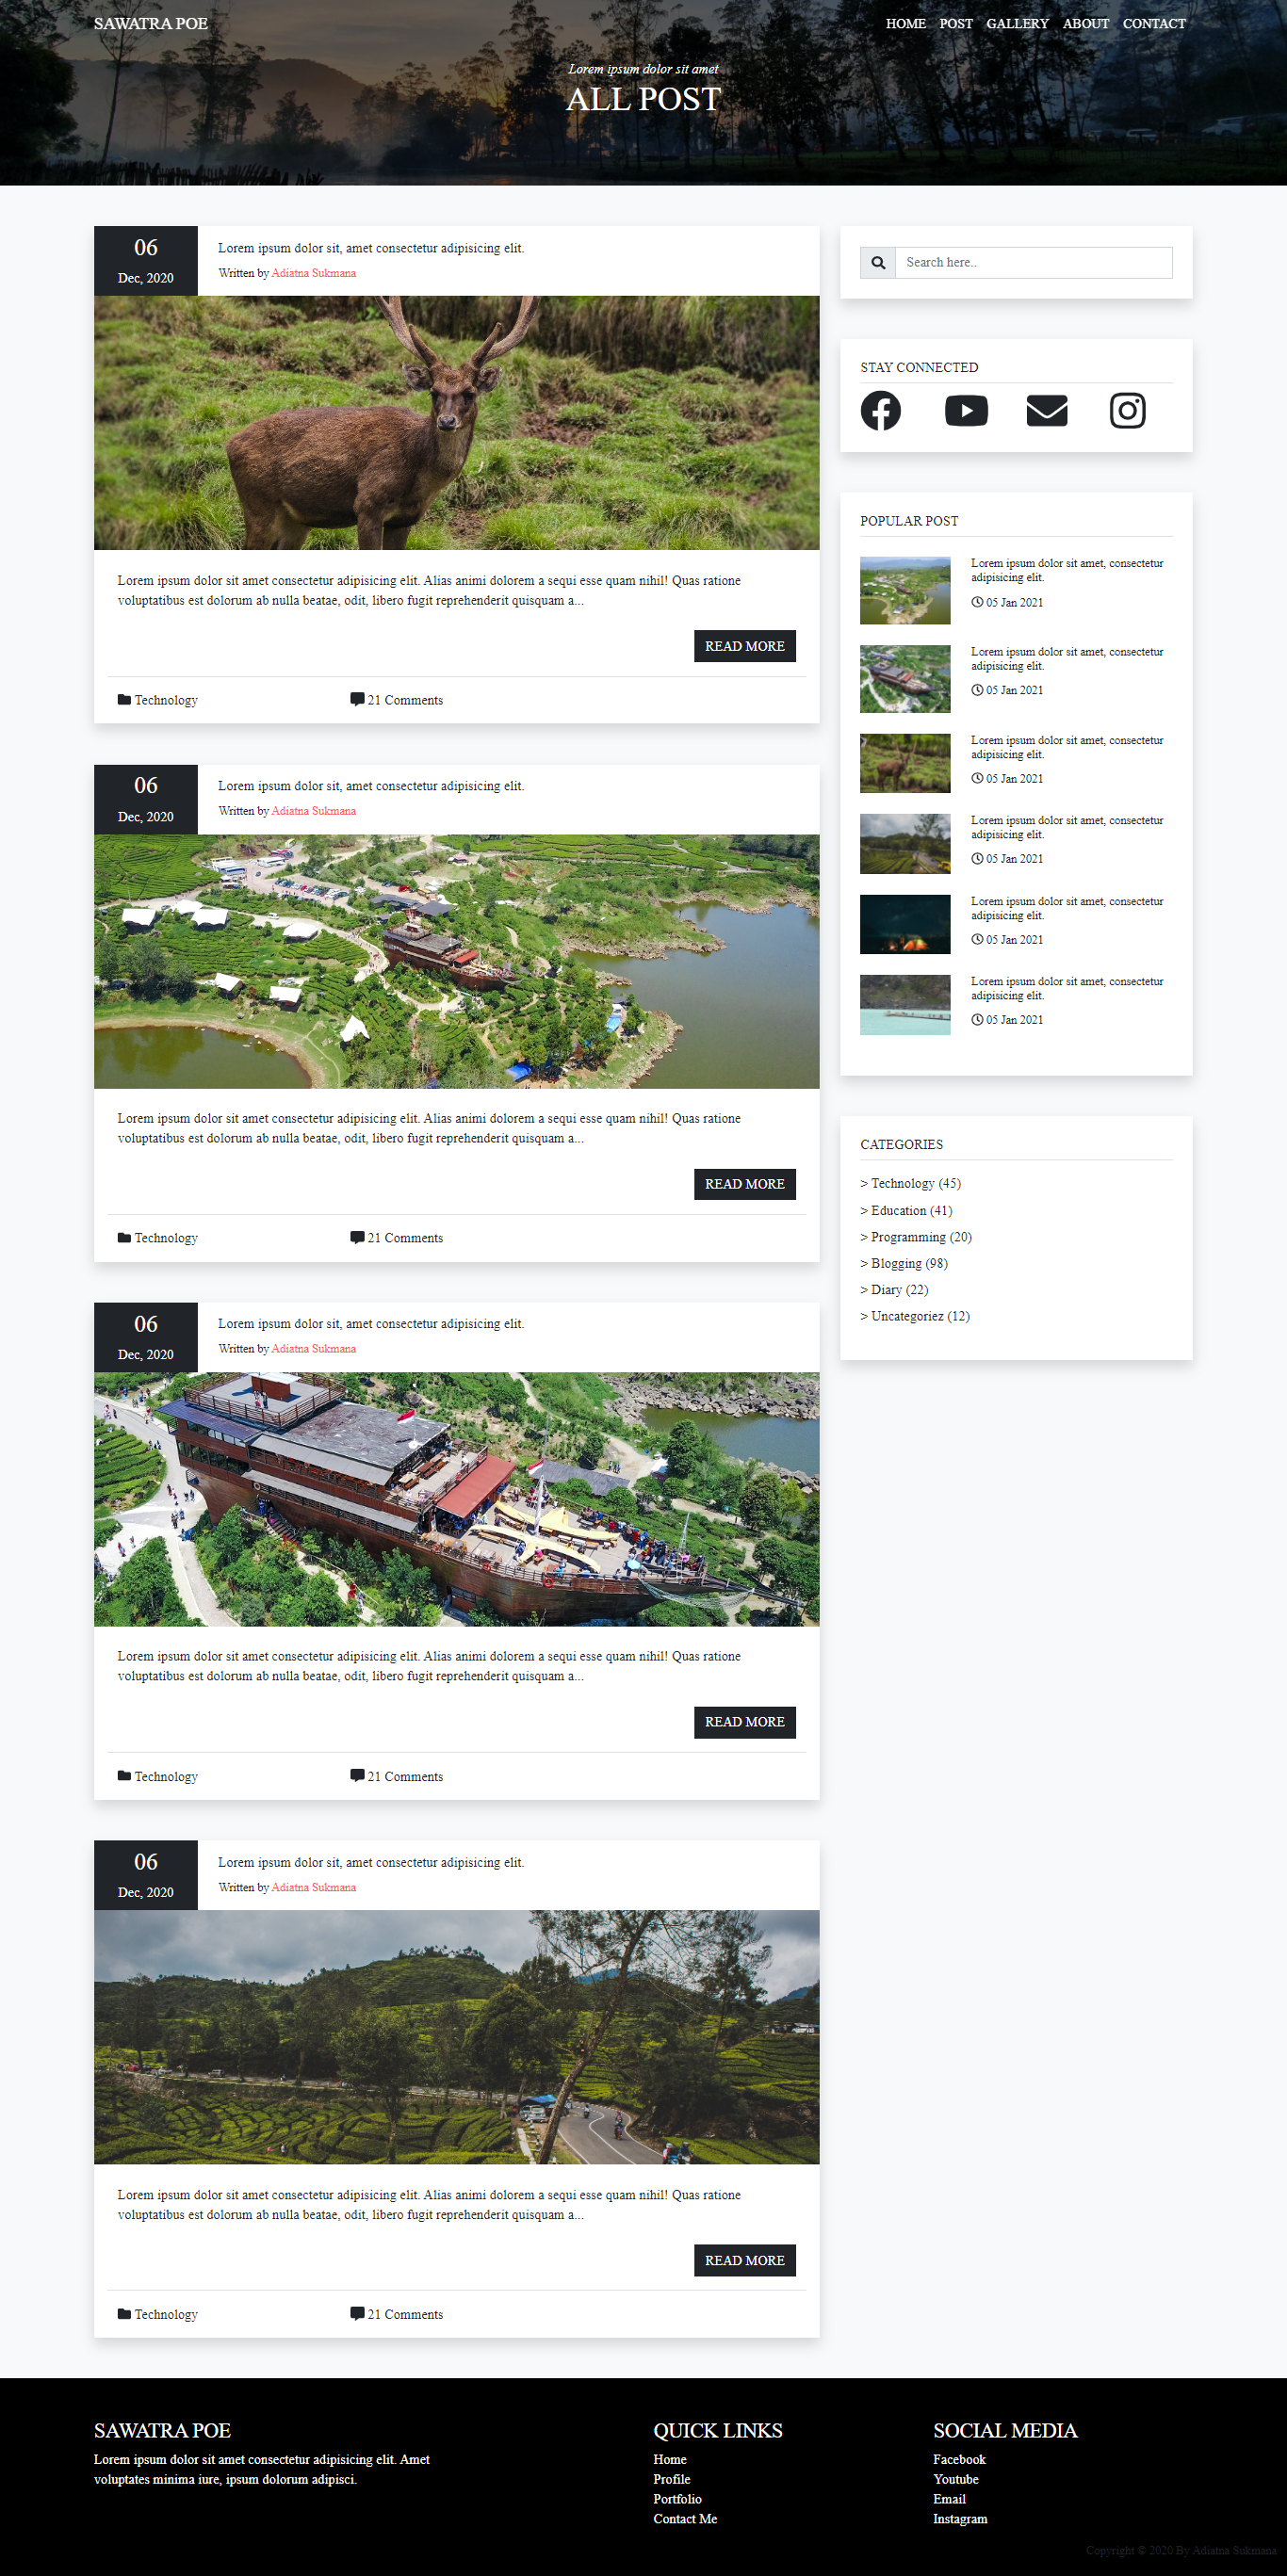 SAWATRA POE
HOME POST GALLERY ABOUT CONTACT
Lorem ipsum dolor sit amet
ALL POST
06
Dec, 2020
Lorem ipsum dolor sit, amet consectetur adipisicing elit.
Written by Adiatna Sukmana
Lorem ipsum dolor sit amet consectetur adipisicing elit. Alias animi dolorem a sequi esse quam nihil! Quas ratione
voluptatibus est dolorum ab nulla beatae, odit, libero fugit reprehenderit quisquam a...
READ MORE
Technology
21 Comments
06
Dec, 2020
Lorem ipsum dolor sit, amet consectetur adipisicing elit.
Written by Adiatna Sukmana
Lorem ipsum dolor sit amet consectetur adipisicing elit. Alias animi dolorem a sequi esse quam nihil! Quas ratione
voluptatibus est dolorum ab nulla beatae, odit, libero fugit reprehenderit quisquam a...
READ MORE
Technology
21 Comments
06
Dec, 2020
Lorem ipsum dolor sit, amet consectetur adipisicing elit.
Written by Adiatna Sukmana
Lorem ipsum dolor sit amet consectetur adipisicing elit. Alias animi dolorem a sequi esse quam nihil! Quas ratione
voluptatibus est dolorum ab nulla beatae, odit, libero fugit reprehenderit quisquam a...
READ MORE
Technology
21 Comments
06
Dec, 2020
Lorem ipsum dolor sit, amet consectetur adipisicing elit.
Written by Adiatna Sukmana
Lorem ipsum dolor sit amet consectetur adipisicing elit. Alias animi dolorem a sequi esse quam nihil! Quas ratione
voluptatibus est dolorum ab nulla beatae, odit, libero fugit reprehenderit quisquam a...
READ MORE
Technology
21 Comments
Search here..
STAY CONNECTED
POPULAR POST
Lorem ipsum dolor sit amet, consectetur
adipisicing elit.
05 Jan 2021
Lorem ipsum dolor sit amet, consectetur
adipisicing elit.
05 Jan 2021
Lorem ipsum dolor sit amet, consectetur
adipisicing elit.
05 Jan 2021
Lorem ipsum dolor sit amet, consectetur
adipisicing elit.
05 Jan 2021
Lorem ipsum dolor sit amet, consectetur
adipisicing elit.
05 Jan 2021
Lorem ipsum dolor sit amet, consectetur
adipisicing elit.
05 Jan 2021
CATEGORIES
> Technology (45)
> Education (41)
> Programming (20)
> Blogging (98)
> Diary (22)
> Uncategoriez (12)
SAWATRA POE
Lorem ipsum dolor sit amet consectetur adipisicing elit. Amet
voluptates minima iure, ipsum dolorum adipisci.
QUICK LINKS
Home
Profile
Portfolio
Contact Me
SOCIAL MEDIA
Facebook
Youtube
Email
Instagram
Copyright © 2020 By Adiatna Sukmana